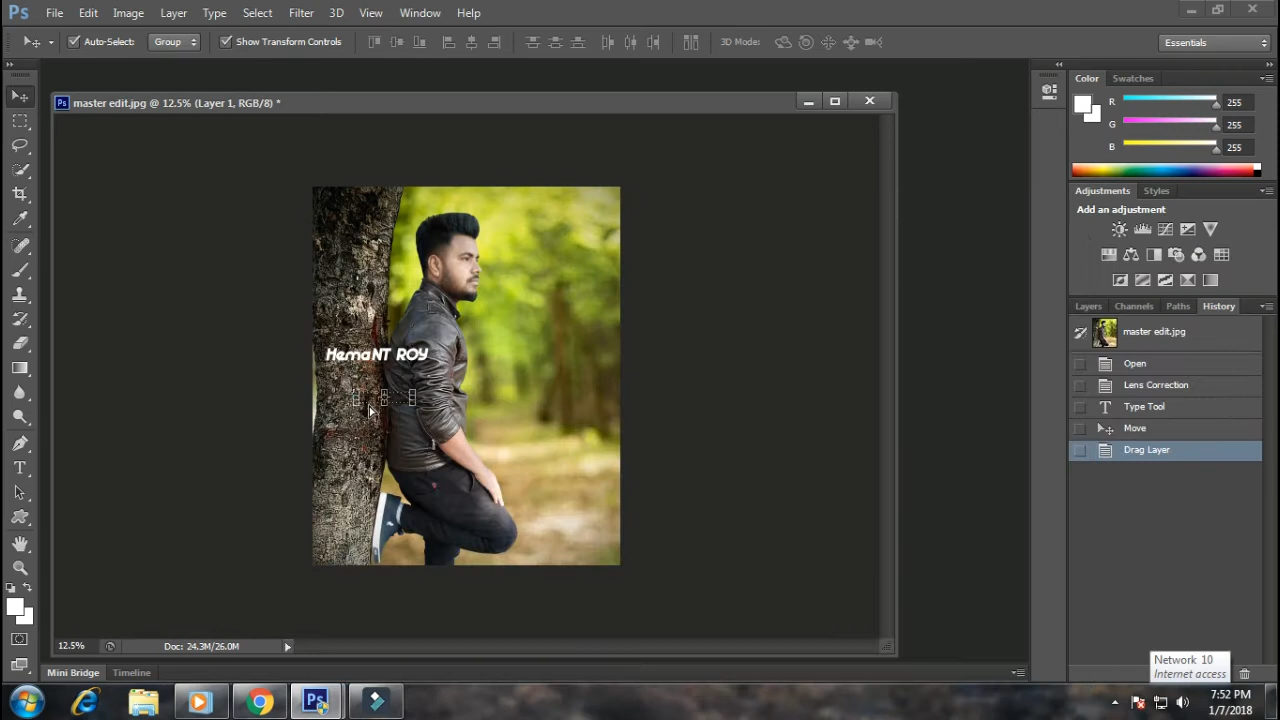 Ps File Edit Image Layer Type Select Filter 3D View Window Help
Auto-Select: Group Show Transform Controls 3D Mode: Essentials
Ps master edit.jpg @ 12.5% (Layer 1, RGB/8) *
Color Swatches
R 255
G 255
B 255
Adjustments Styles
Add an adjustment
Layers Channels Paths History
master edit.jpg
Open
Lens Correction
Type Tool
Move
Drag Layer
HemaNT ROY
12.5% Doc: 24.3M/26.0M
Mini Bridge Timeline
Network 10
Internet access
Ps
7:52 PM
1/7/2018